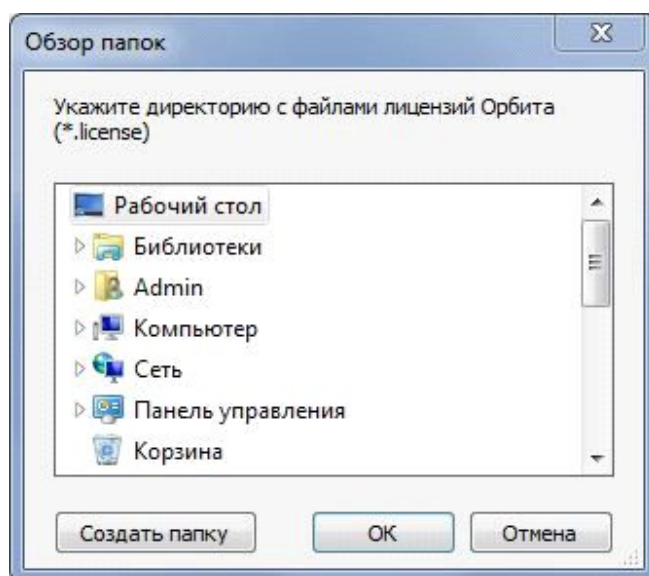 Обзор папок
Укажите директорию с файлами лицензий Орбита
(*.license)
Рабочий стол
Библиотеки
Admin
Компьютер
Сеть
Панель управления
Корзина
Создать папку ОК Отмена